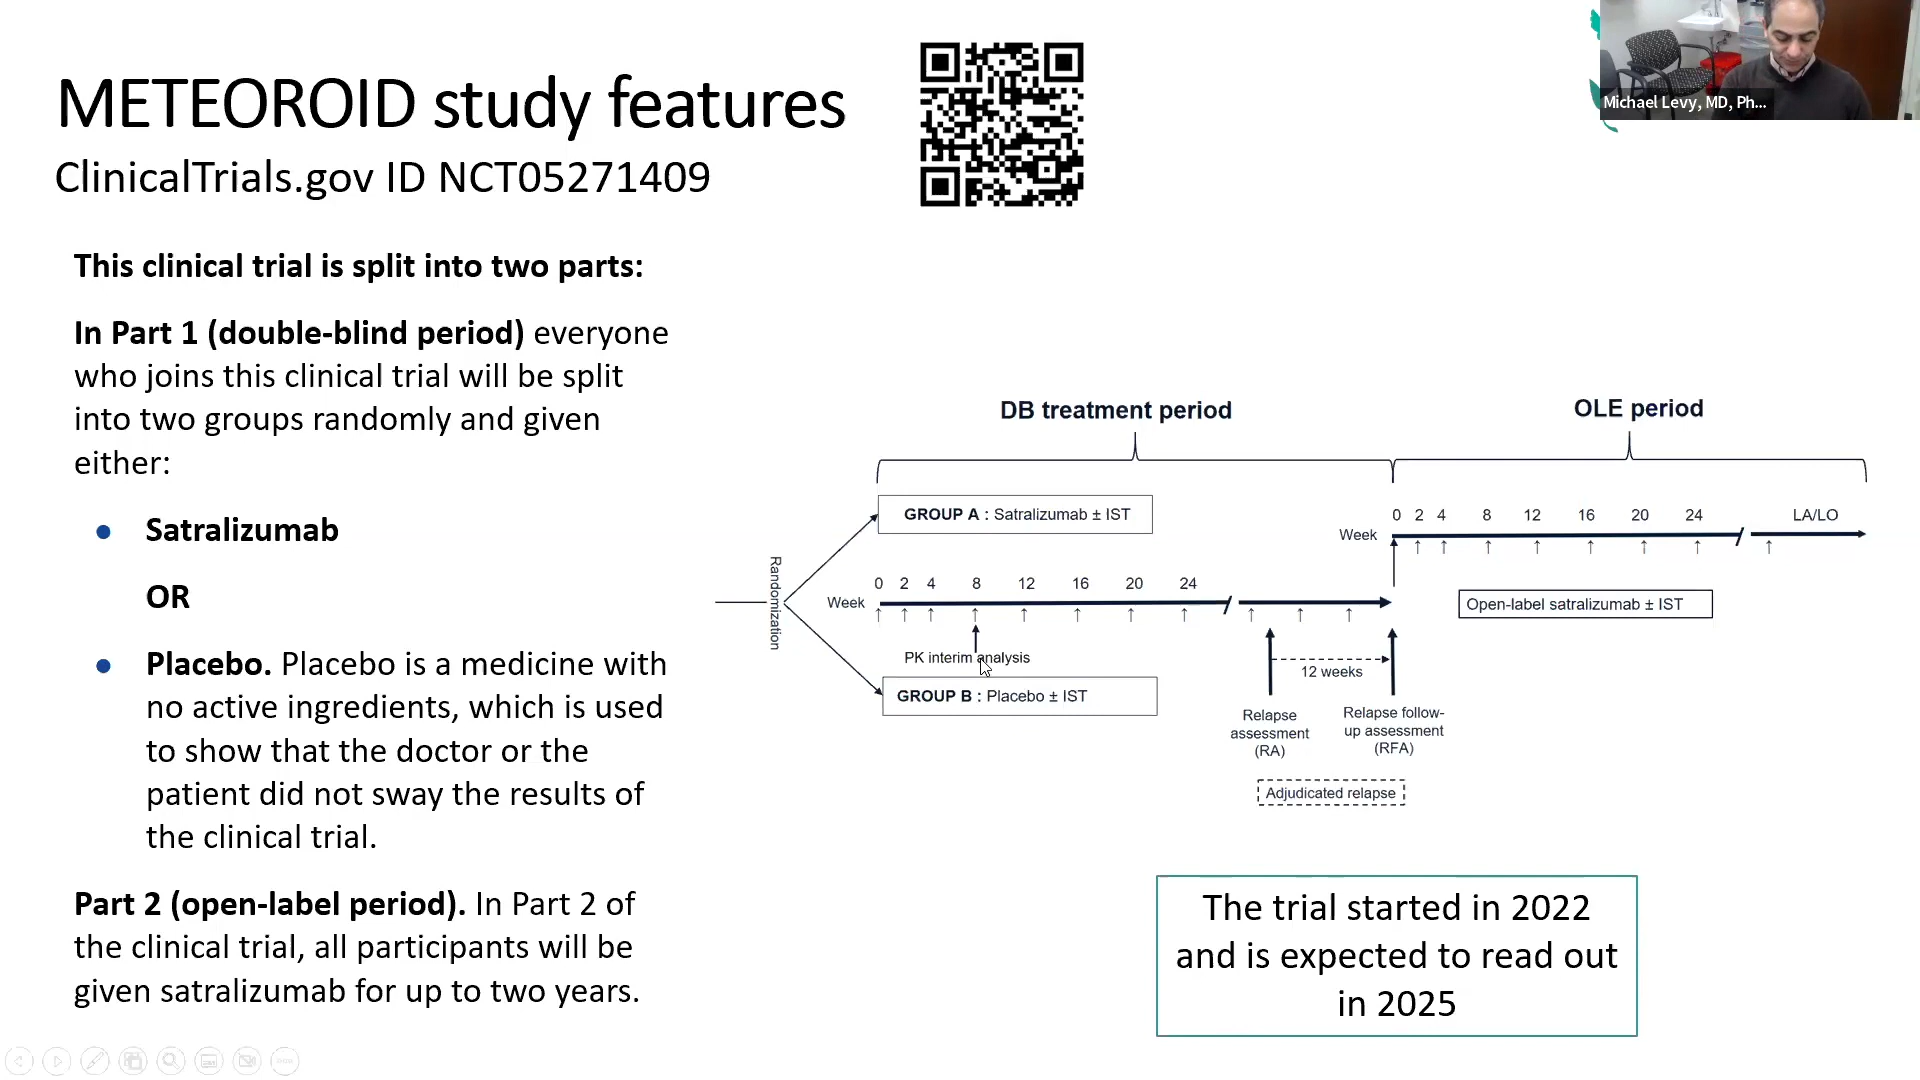 METEOROID study features
ClinicalTrials.gov ID NCT05271409
Michael Levy, MD, Ph...
This clinical trial is split into two parts:
In Part 1 (double-blind period) everyone
who joins this clinical trial will be split
into two groups randomly and given
either:
● Satralizumab
OR
● Placebo. Placebo is a medicine with
no active ingredients, which is used
to show that the doctor or the
patient did not sway the results of
the clinical trial.
Part 2 (open-label period). In Part 2 of
the clinical trial, all participants will be
given satralizumab for up to two years.
DB treatment period
OLE period
GROUP A : Satralizumab ± IST
Week 0 2 4 8 12 16 20 24 LA/LO
Randomization
Week 0 2 4 8 12 16 20 24
Open-label satralizumab ± IST
PK interim analysis
12 weeks
GROUP B : Placebo ± IST
Relapse
assessment
(RA)
Relapse follow-
up assessment
(RFA)
Adjudicated relapse
The trial started in 2022
and is expected to read out
in 2025